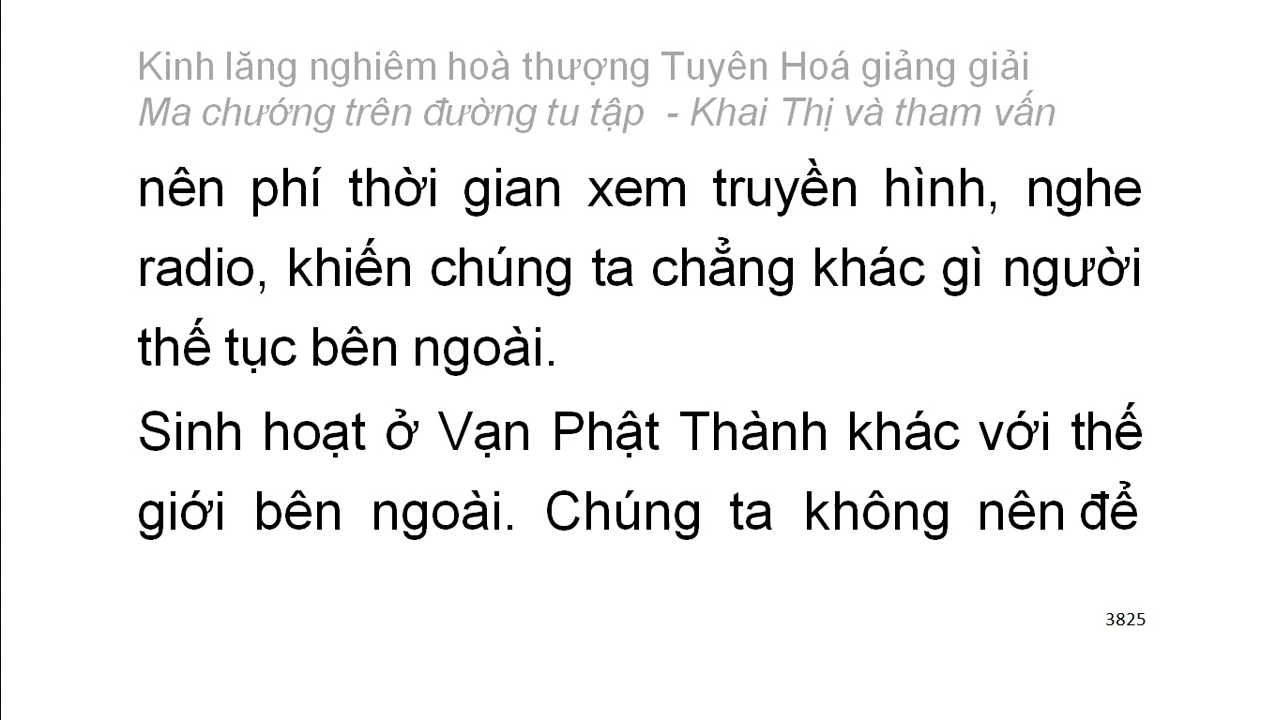 Kinh lăng nghiêm hoà thượng Tuyên Hoá giảng giải
Ma chướng trên đường tu tập - Khai Thị và tham vấn
nên phí thời gian xem truyền hình, nghe
radio, khiến chúng ta chẳng khác gì người
thế tục bên ngoài.
Sinh hoạt ở Vạn Phật Thành khác với thế
giới bên ngoài. Chúng ta không nên để
3825